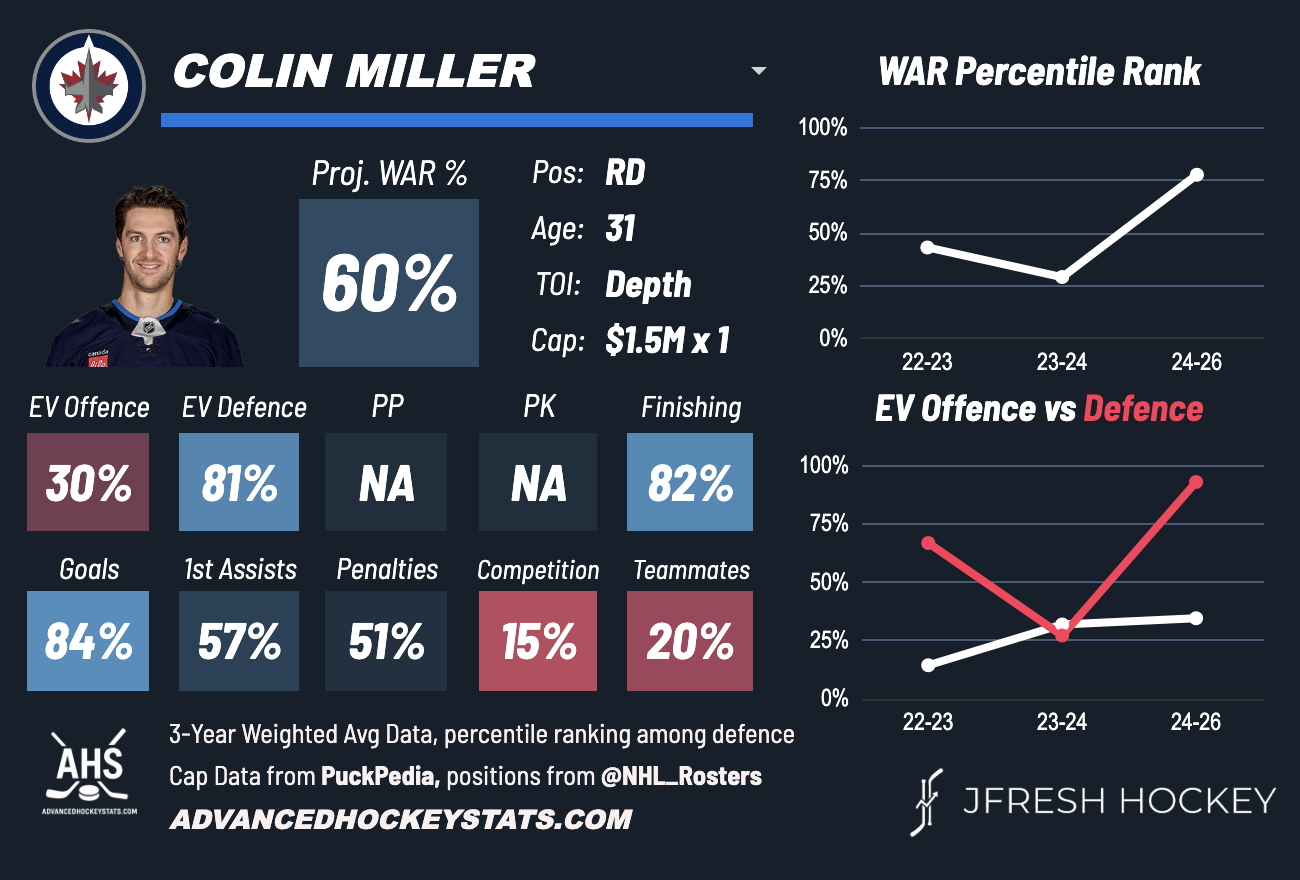 COLIN MILLER
WAR Percentile Rank
Proj. WAR %
60%
Pos: RD
Age: 31
TOI: Depth
Cap: $1.5M x 1
100%
75%
50%
25%
0%
22-23 23-24 24-26
EV Offence EV Defence PP PK Finishing
30% 81% NA NA 82%
Goals 1st Assists Penalties Competition Teammates
84% 57% 51% 15% 20%
EV Offence vs Defence
100%
75%
50%
25%
0%
22-23 23-24 24-26
canada
life
AHS
ADVANCEDHOCKEYSTATS.COM
3-Year Weighted Avg Data, percentile ranking among defence
Cap Data from PuckPedia, positions from @NHL_Rosters
ADVANCEDHOCKEYSTATS.COM
JFRESH HOCKEY